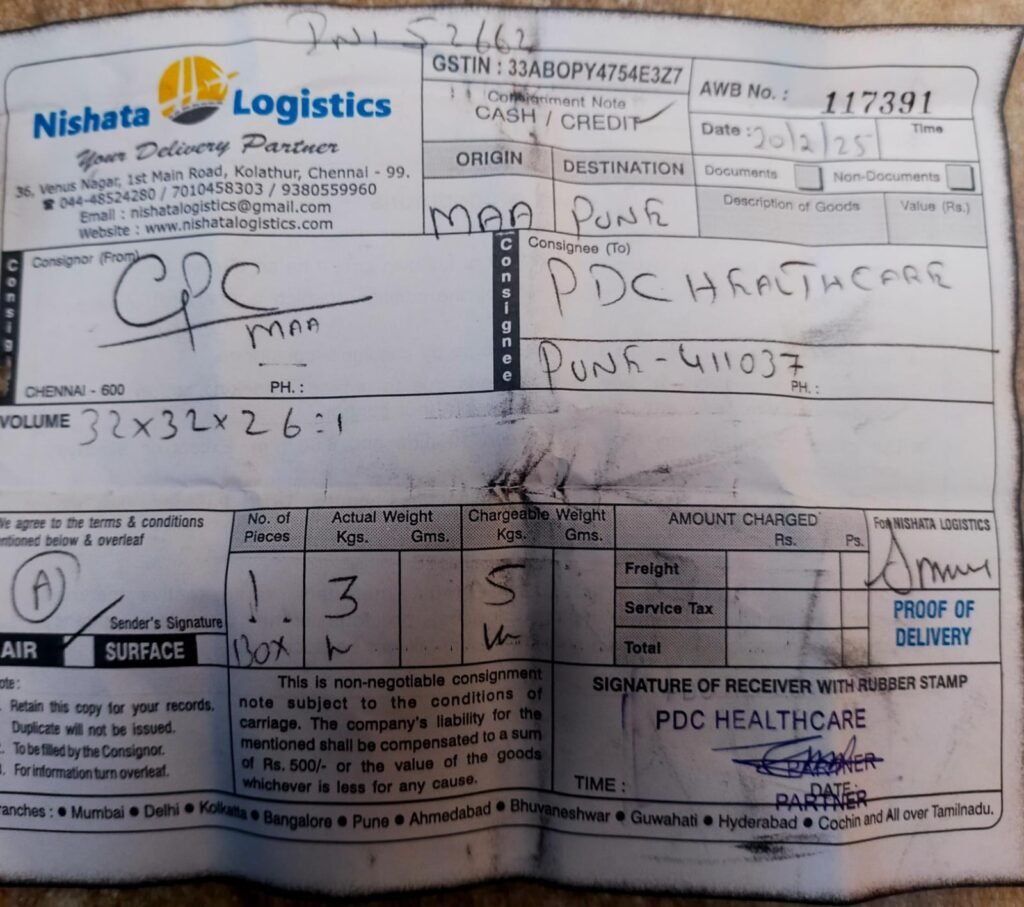 PNI 52662
Nishata Logistics
Your Delivery Partner
36, Venus Nagar, 1st Main Road, Kolathur, Chennai - 99.
☎ 044-48524280 / 7010458303 / 9380559960
Email : nishatalogistics@gmail.com
Website : www.nishatalogistics.com
GSTIN : 33ABOPY4754E3Z7
Consignment Note
CASH / CREDIT ✓
AWB No. : 117391
Date : 20/2/25 Time
ORIGIN DESTINATION
MAA PUNE
Documents Non-Documents
Description of Goods Value (Rs.)
Consignor (From)
CPC
MAA
CHENNAI - 600 PH. :
Consignee
Consignee (To)
PDC HEALTHCARE
PUNE - 411037
PH. :
VOLUME 32x32x26:1
We agree to the terms & conditions
mentioned below & overleaf
A
Sender's Signature
AIR SURFACE
No. of Pieces Actual Weight Kgs. Gms. Chargeable Weight Kgs. Gms.
1 3 5
BOX
AMOUNT CHARGED Rs. Ps.
Freight
Service Tax
Total
For NISHATA LOGISTICS
PROOF OF
DELIVERY
Note :
Retain this copy for your records.
Duplicate will not be issued.
To be filled by the Consignor.
For information turn overleaf.
This is non-negotiable consignment
note subject to the conditions of
carriage. The company's liability for the
mentioned shall be compensated to a sum
of Rs. 500/- or the value of the goods
whichever is less for any cause.
SIGNATURE OF RECEIVER WITH RUBBER STAMP
PDC HEALTHCARE
PARTNER
TIME : DATE :
PARTNER
Branches : ● Mumbai ● Delhi ● Kolkatta ● Bangalore ● Pune ● Ahmedabad ● Bhuvaneshwar ● Guwahati ● Hyderabad ● Cochin and All over Tamilnadu.